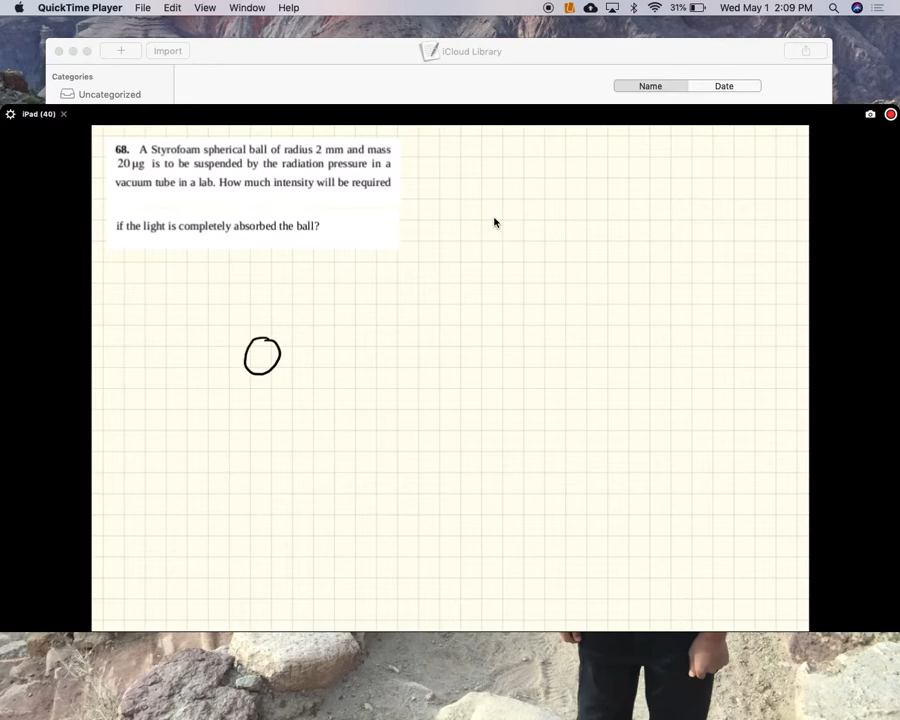 QuickTime Player File Edit View Window Help 31% Wed May 1 2:09 PM
+ Import iCloud Library
Categories
Name Date
Uncategorized
iPad (40)
68. A Styrofoam spherical ball of radius 2 mm and mass
20 μg is to be suspended by the radiation pressure in a
vacuum tube in a lab. How much intensity will be required
if the light is completely absorbed the ball?